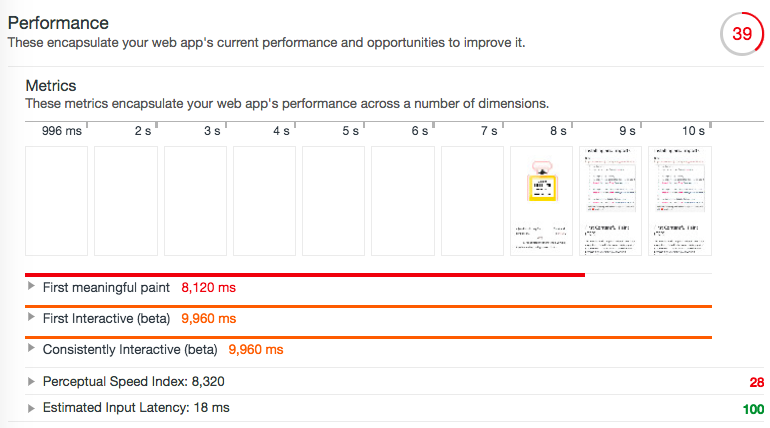 Performance
39
These encapsulate your web app's current performance and opportunities to improve it.
Metrics
These metrics encapsulate your web app's performance across a number of dimensions.
996 ms 2 s 3 s 4 s 5 s 6 s 7 s 8 s 9 s 10 s
First meaningful paint 8,120 ms
First Interactive (beta) 9,960 ms
Consistently Interactive (beta) 9,960 ms
Perceptual Speed Index: 8,320 28
Estimated Input Latency: 18 ms 100